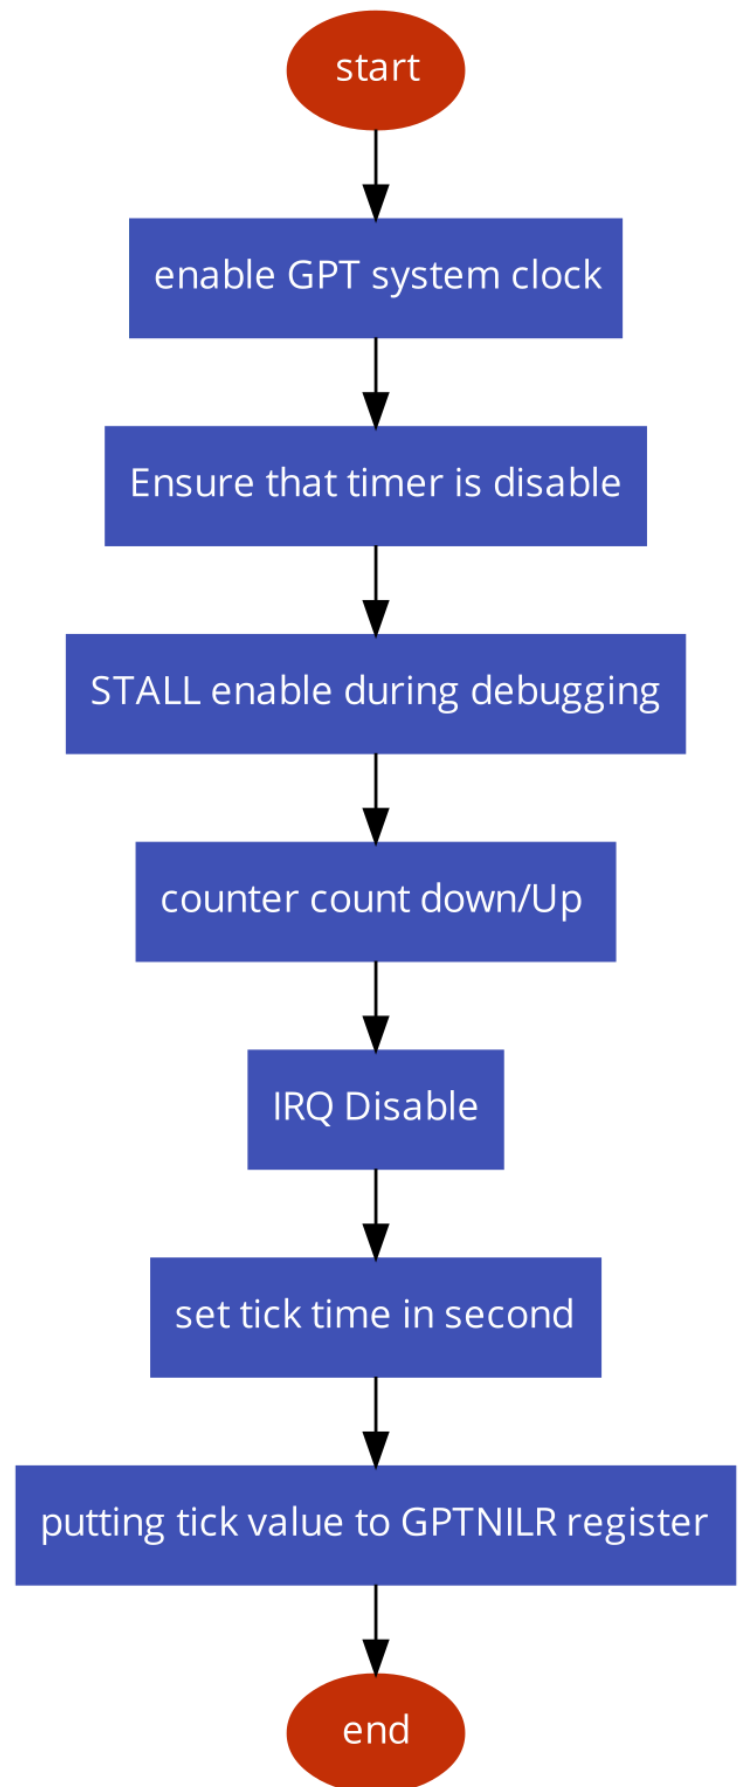 start
enable GPT system clock
Ensure that timer is disable
STALL enable during debugging
counter count down/Up
IRQ Disable
set tick time in second
putting tick value to GPTNILR register
end